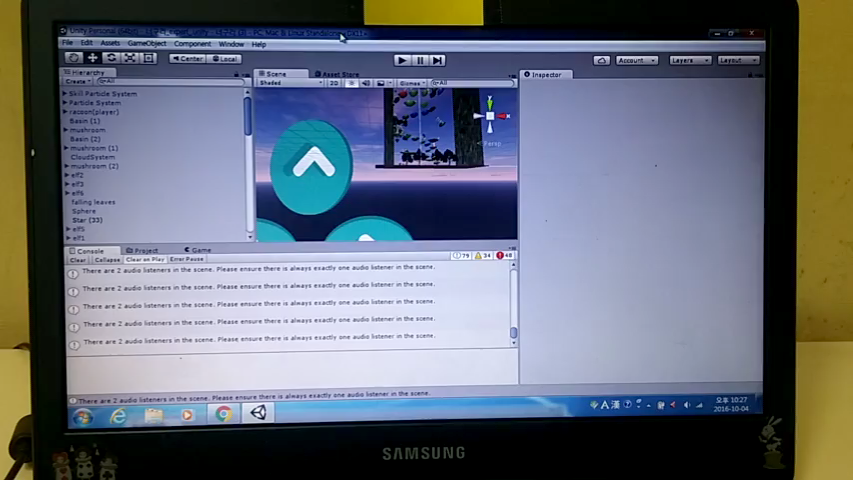 Unity Personal (64bit)
File Edit Assets GameObject Component Window Help
Center Local Account Layers Layout
Hierarchy
Create All
Skill Particle System
Particle System
racoon(player)
Basin (1)
mushroom
Basin (2)
mushroom (1)
CloudSystem
mushroom (2)
elf2
elf3
elf6
falling leaves
Sphere
Star (33)
elf5
elf1
Scene Asset Store
Shaded 2D Gizmos All
Persp
Inspector
Console Project Game
Clear Collapse Clear on Play Error Pause 79 34 48
There are 2 audio listeners in the scene. Please ensure there is always exactly one audio listener in the scene.
There are 2 audio listeners in the scene. Please ensure there is always exactly one audio listener in the scene.
There are 2 audio listeners in the scene. Please ensure there is always exactly one audio listener in the scene.
There are 2 audio listeners in the scene. Please ensure there is always exactly one audio listener in the scene.
There are 2 audio listeners in the scene. Please ensure there is always exactly one audio listener in the scene.
There are 2 audio listeners in the scene. Please ensure there is always exactly one audio listener in the scene.
A 漢
오후 10:27
2016-10-04
SAMSUNG